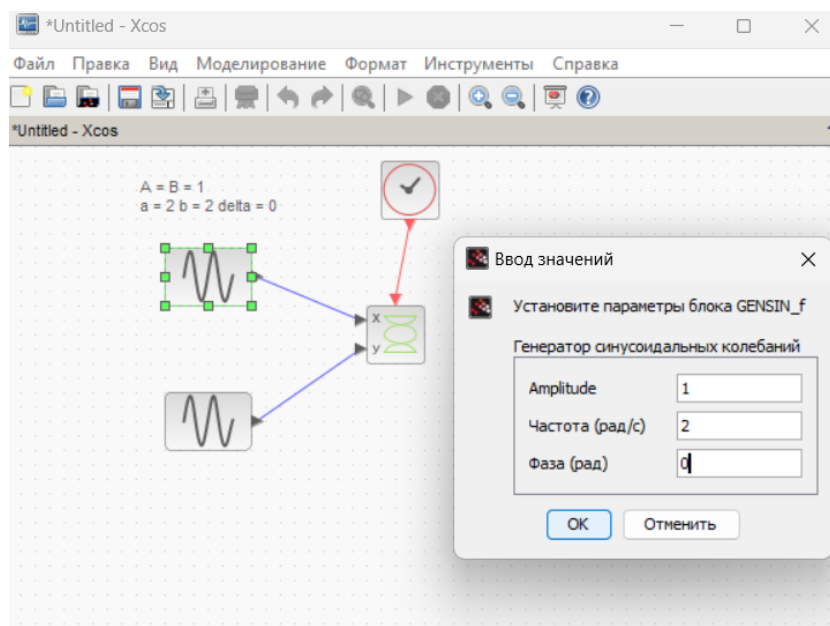 *Untitled - Xcos
Файл Правка Вид Моделирование Формат Инструменты Справка
*Untitled - Xcos
A = B = 1
a = 2 b = 2 delta = 0
x
y
Ввод значений
Установите параметры блока GENSIN_f
Генератор синусоидальных колебаний
Amplitude 1
Частота (рад/с) 2
Фаза (рад) 0
OK Отменить